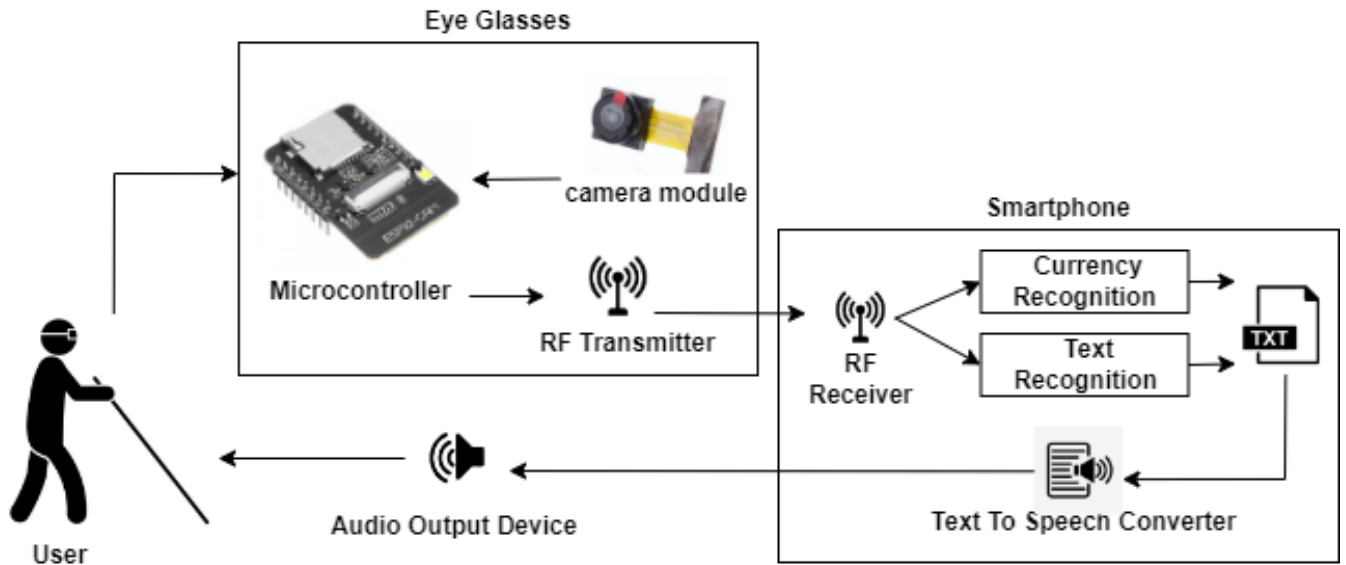 Eye Glasses
camera module
Microcontroller
RF Transmitter
Smartphone
Currency
Recognition
Text
Recognition
RF
Receiver
TXT
Text To Speech Converter
Audio Output Device
User